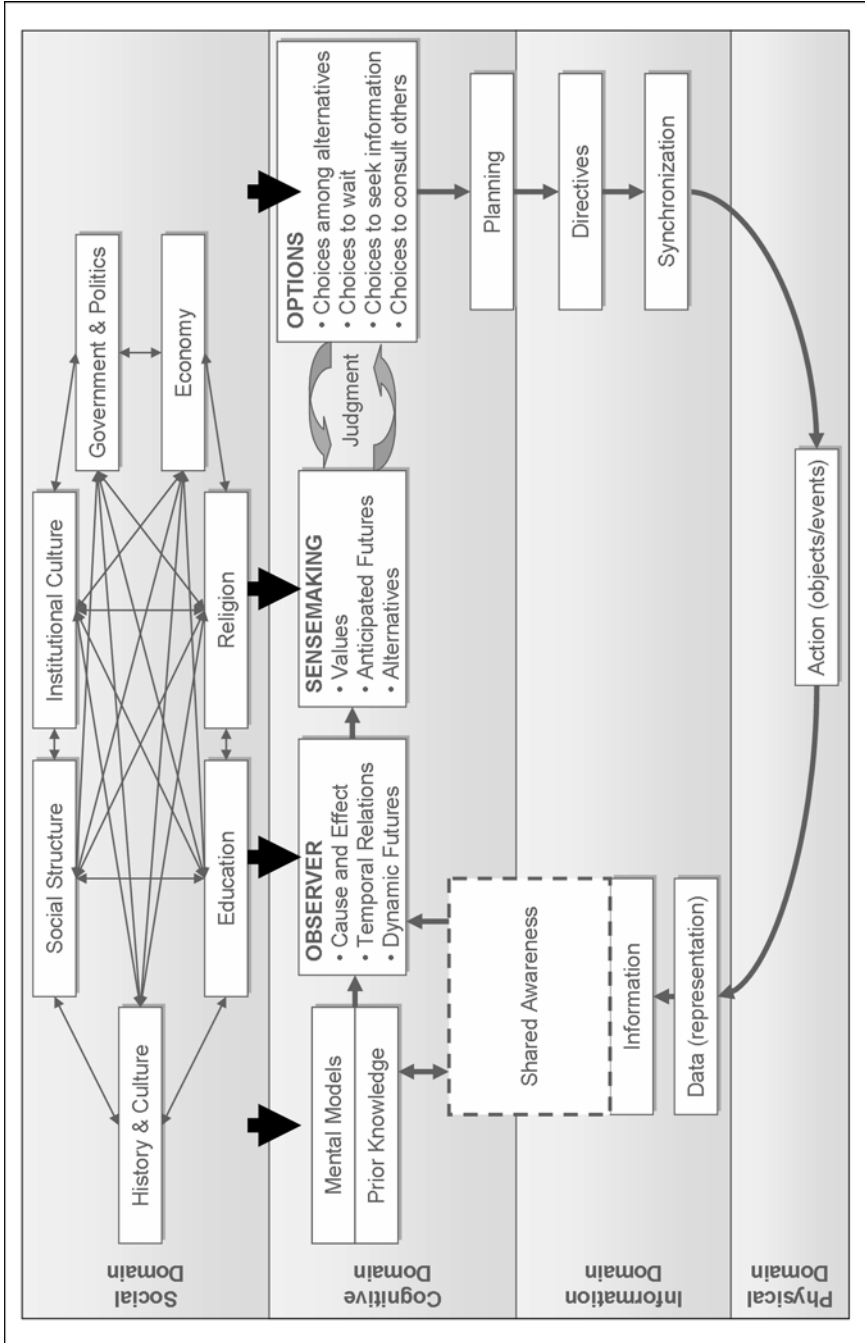 Social
Domain
History & Culture
Social Structure
Institutional Culture
Government & Politics
Education
Religion
Economy
Cognitive
Domain
Mental Models
Prior Knowledge
OBSERVER
• Cause and Effect
• Temporal Relations
• Dynamic Futures
SENSEMAKING
• Values
• Anticipated Futures
• Alternatives
Judgment
OPTIONS
• Choices among alternatives
• Choices to wait
• Choices to seek information
• Choices to consult others
Planning
Information
Domain
Shared Awareness
Information
Data (representation)
Directives
Synchronization
Physical
Domain
Action (objects/events)